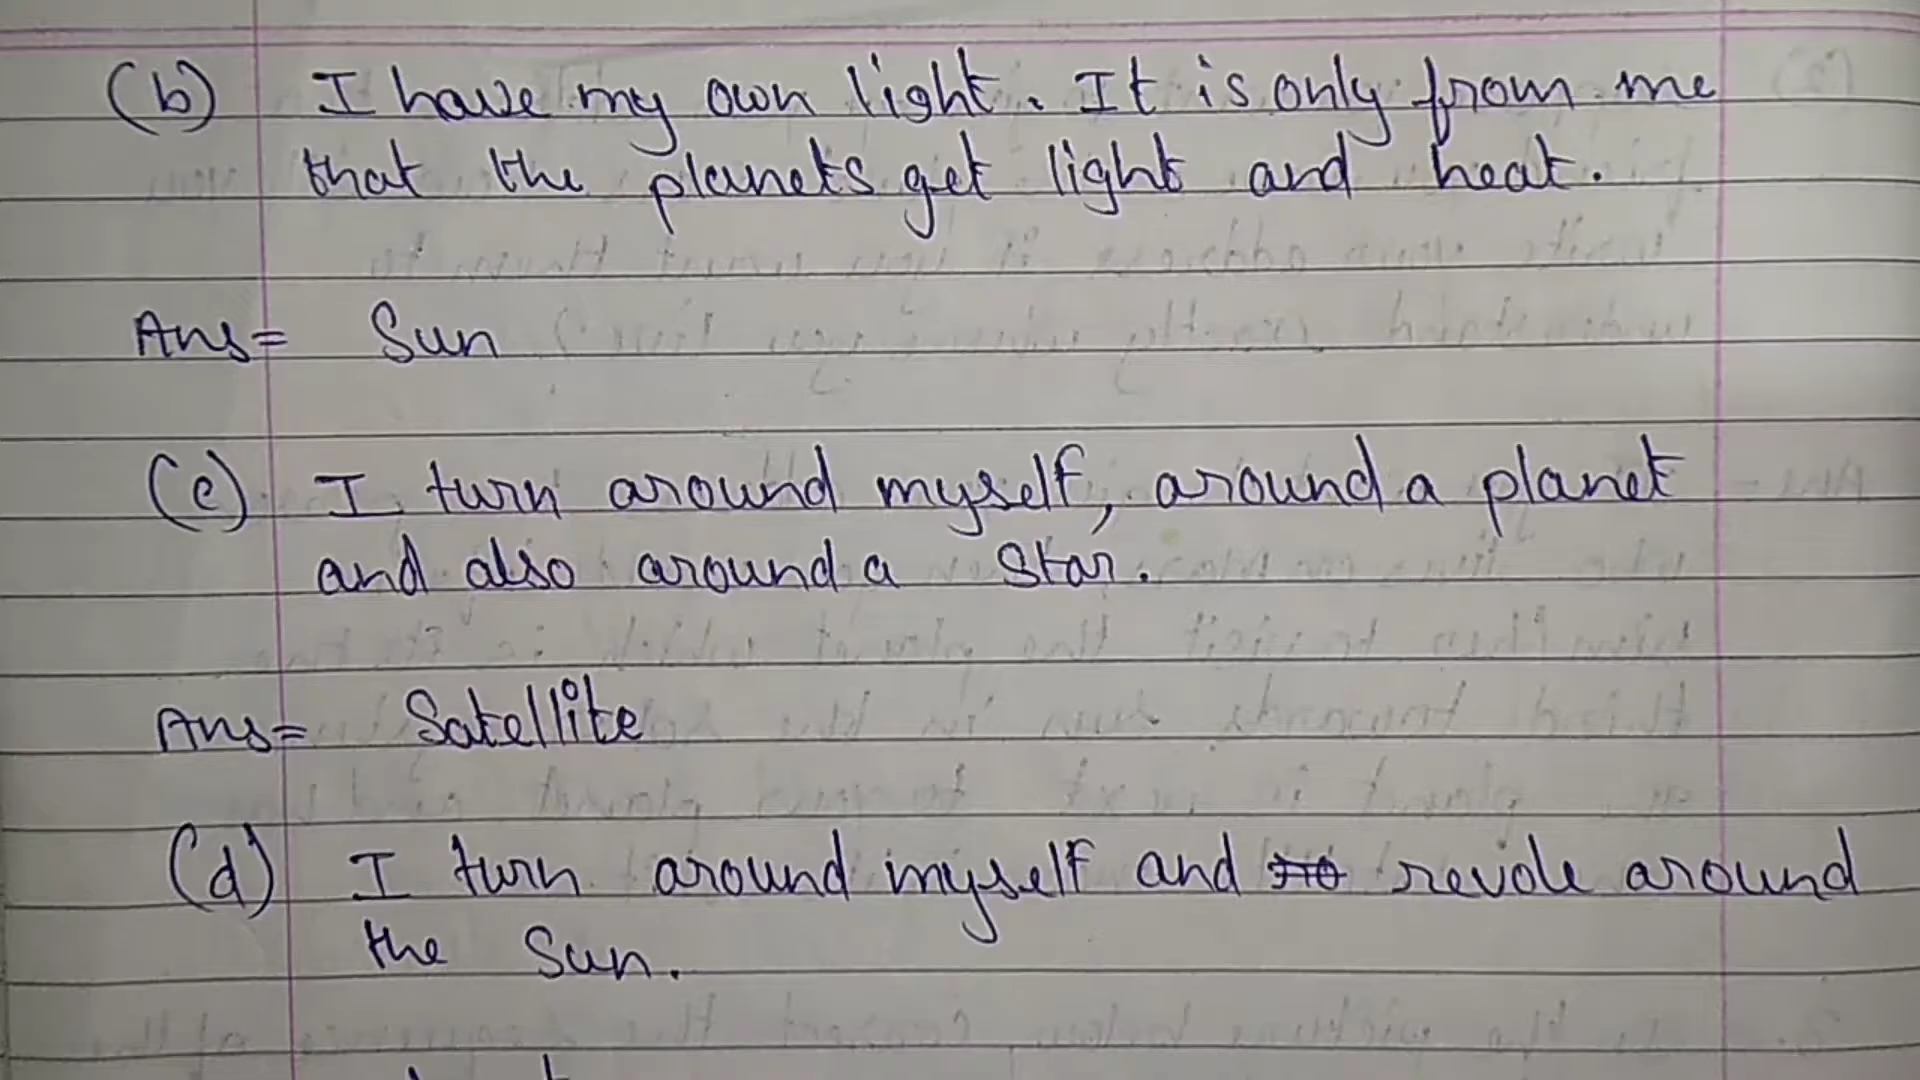 (b) I have my own light. It is only from me
that the planets get light and heat.
Ans= Sun
(c) I turn around myself, around a planet
and also around a star.
Ans= Satellite
(d) I turn around myself and revole around
the Sun.